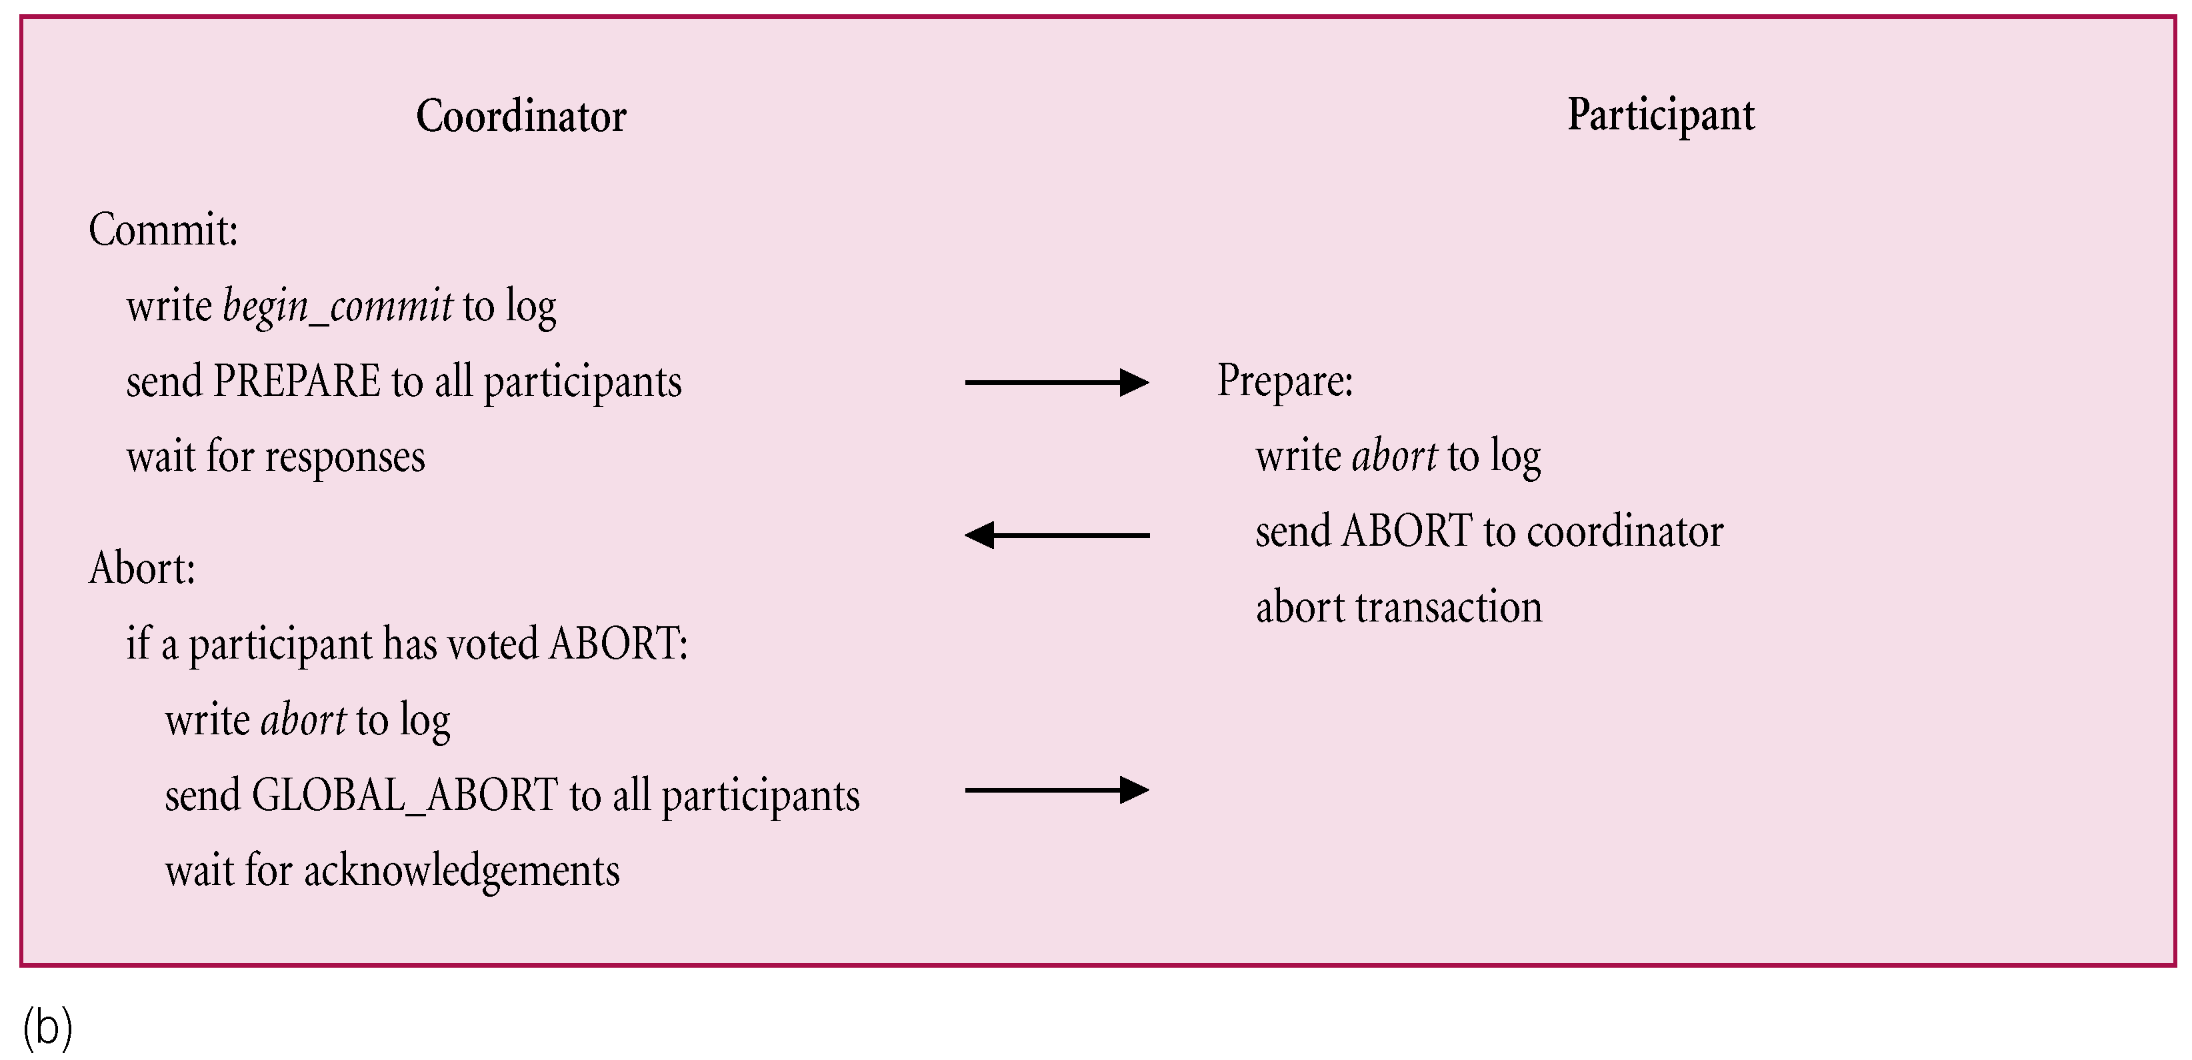 Coordinator
Participant
Commit:
write begin_commit to log
send PREPARE to all participants
Prepare:
wait for responses
write abort to log
send ABORT to coordinator
Abort:
abort transaction
if a participant has voted ABORT:
write abort to log
send GLOBAL_ABORT to all participants
wait for acknowledgements
(b)